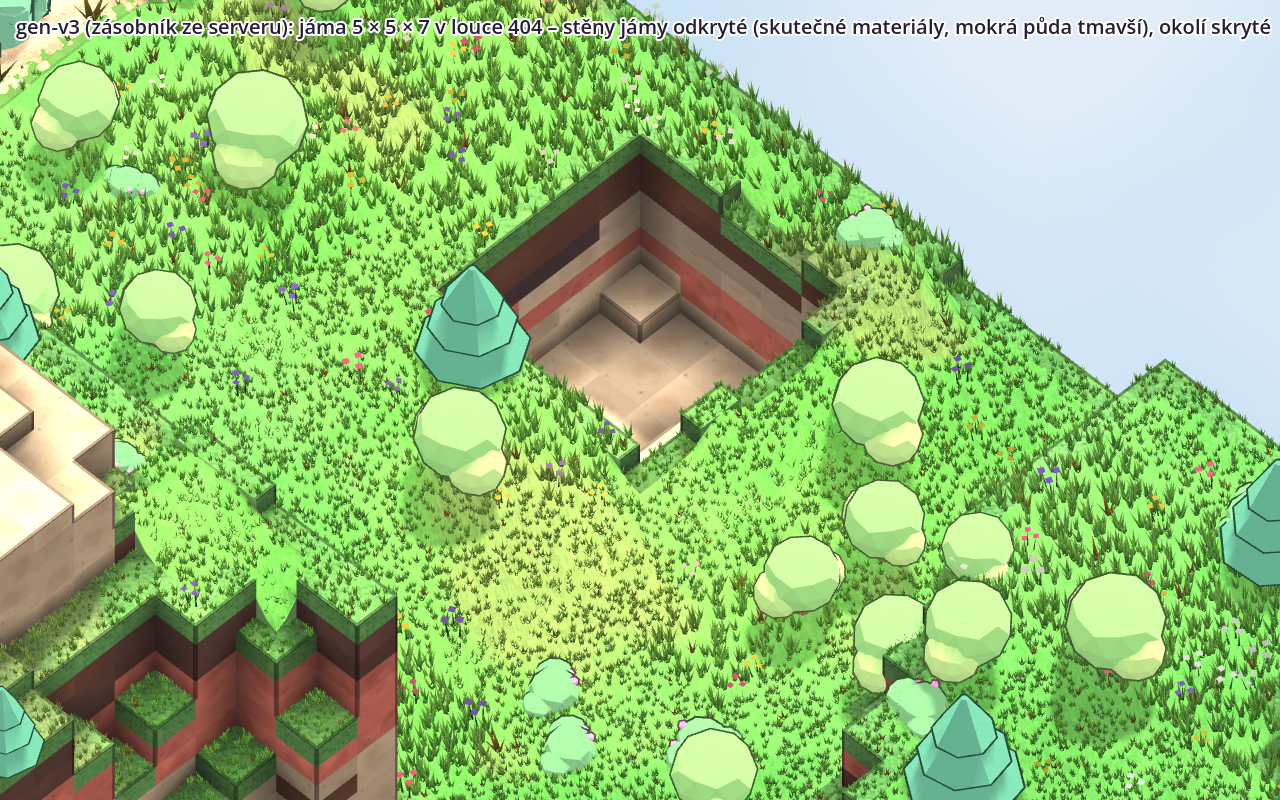 gen-v3 (zásobník ze serveru): jáma 5 × 5 × 7 v louce 404 – stěny jámy odkryté (skutečné materiály, mokrá půda tmavší), okolí skryté